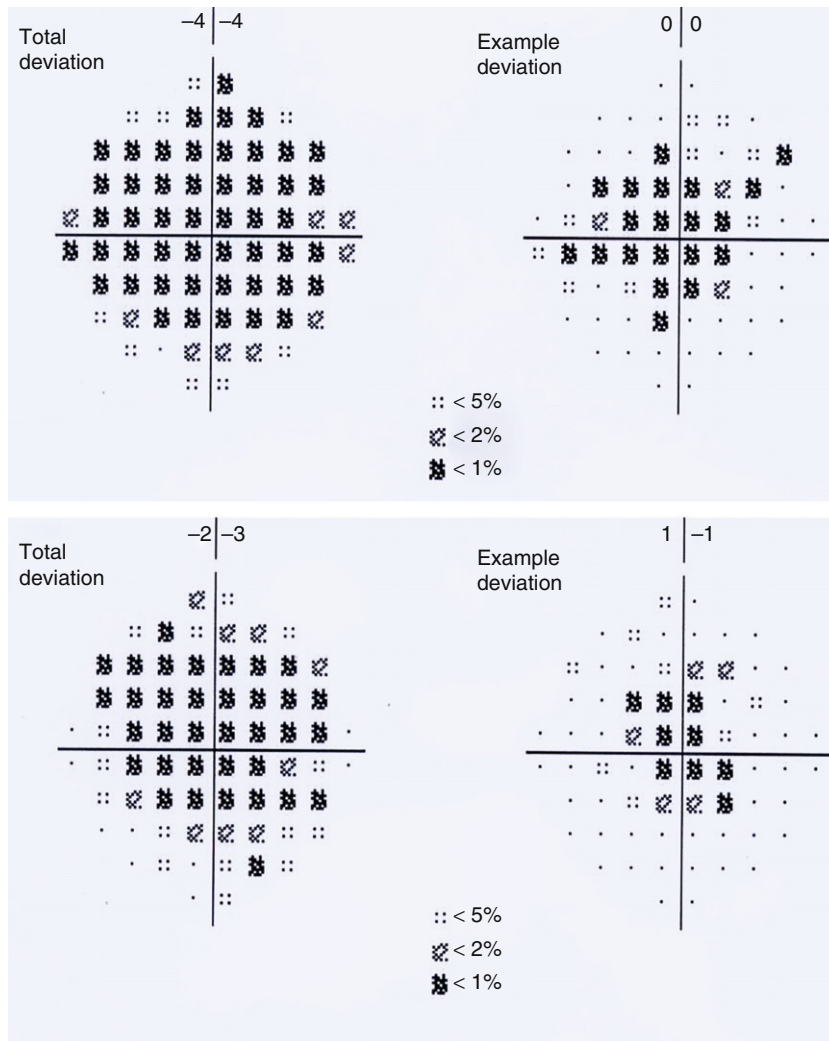 Total
deviation
−4 −4
Example
deviation
0 0
:: < 5%
< 2%
< 1%
Total
deviation
−2 −3
Example
deviation
1 −1
:: < 5%
< 2%
< 1%